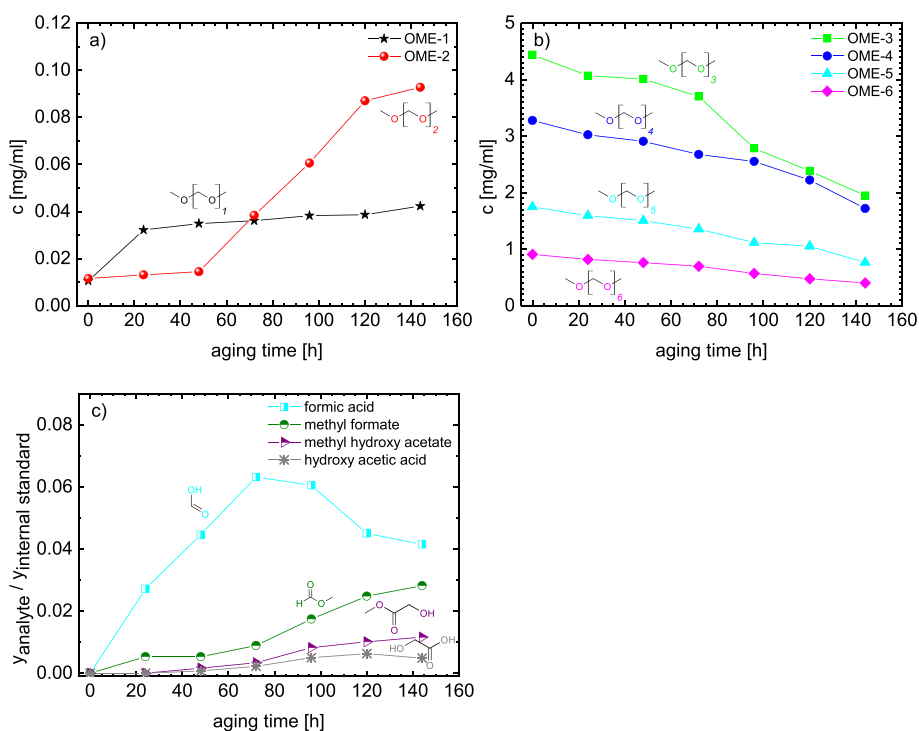 a)
OME-1
OME-2
0.12
0.10
0.08
0.06
0.04
0.02
0.00
c [mg/ml]
O
O
1
O
O
2
0 20 40 60 80 100 120 140 160
aging time [h]
b)
OME-3
OME-4
OME-5
OME-6
5
4
3
2
1
0
c [mg/ml]
O
O
3
O
O
4
O
O
5
O
O
6
0 20 40 60 80 100 120 140 160
aging time [h]
c)
formic acid
methyl formate
methyl hydroxy acetate
hydroxy acetic acid
0.08
0.06
0.04
0.02
0.00
yanalyte / yinternal standard
OH
O
O
H
O
O
OH
O
HO
OH
O
0 20 40 60 80 100 120 140 160
aging time [h]